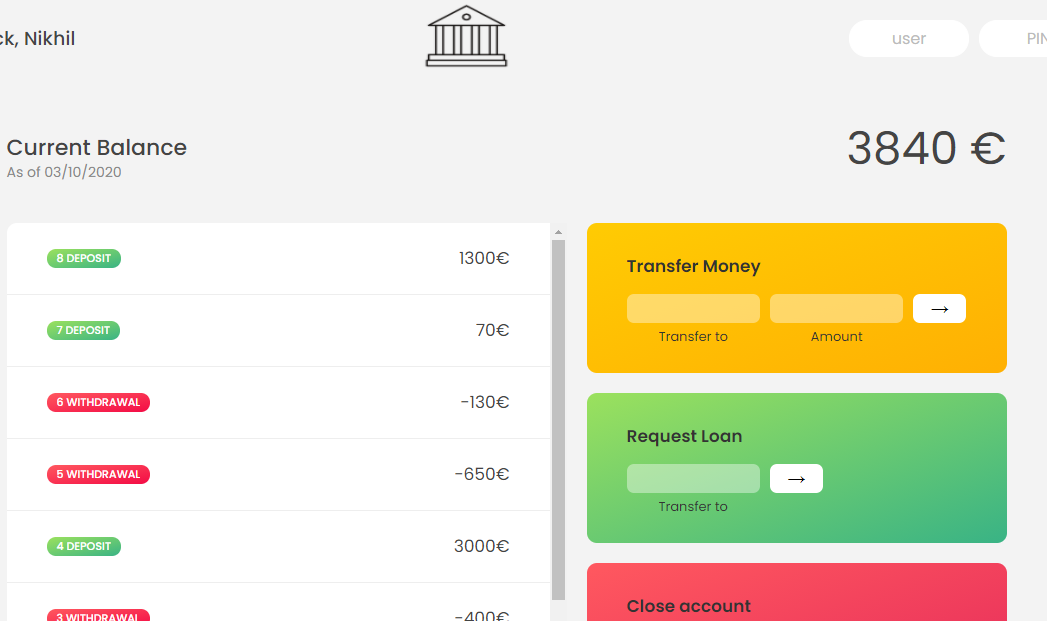 ck, Nikhil
user
PIN
Current Balance
As of 03/10/2020
3840 €
8 DEPOSIT
1300€
7 DEPOSIT
70€
6 WITHDRAWAL
-130€
5 WITHDRAWAL
-650€
4 DEPOSIT
3000€
3 WITHDRAWAL
-400€
Transfer Money
→
Transfer to
Amount
Request Loan
→
Transfer to
Close account